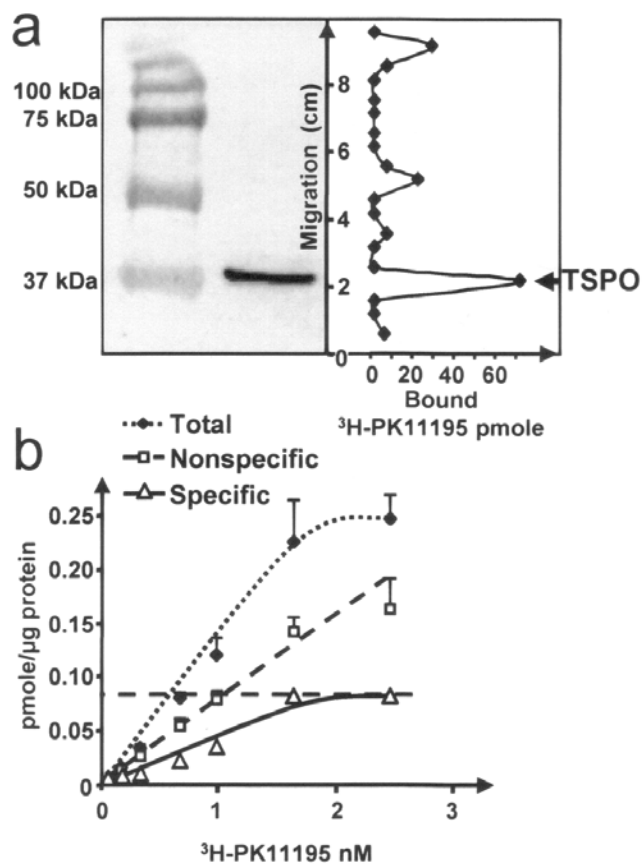 a
100 kDa
75 kDa
50 kDa
37 kDa
Migration (cm)
8
6
4
2
0
TSPO
0 20 40 60
Bound
³H-PK11195 pmole
b
Total
Nonspecific
Specific
pmole/µg protein
0.25
0.20
0.15
0.10
0.05
0
0 1 2 3
³H-PK11195 nM